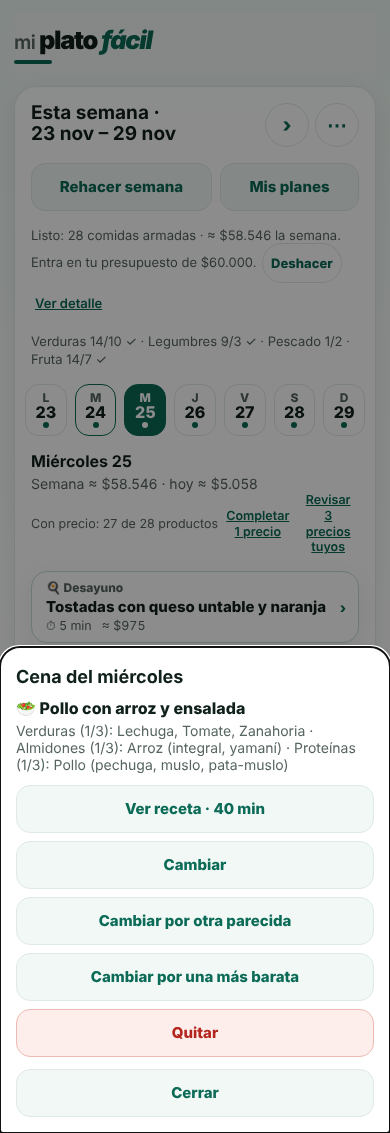 mi plato fácil
Esta semana ·
23 nov – 29 nov
›
···
Rehacer semana
Mis planes
Listo: 28 comidas armadas · ≈ $58.546 la semana.
Entra en tu presupuesto de $60.000.
Deshacer
Ver detalle
Verduras 14/10 ✓ · Legumbres 9/3 ✓ · Pescado 1/2 ·
Fruta 14/7 ✓
L M M J V S D
23 24 25 26 27 28 29
Miércoles 25
Semana ≈ $58.546 · hoy ≈ $5.058
Con precio: 27 de 28 productos
Completar
1 precio
Revisar
3
precios
tuyos
🍳 Desayuno
Tostadas con queso untable y naranja ›
⏱ 5 min ≈ $975
Cena del miércoles
🥗 Pollo con arroz y ensalada
Verduras (1/3): Lechuga, Tomate, Zanahoria ·
Almidones (1/3): Arroz (integral, yamaní) · Proteínas
(1/3): Pollo (pechuga, muslo, pata-muslo)
Ver receta · 40 min
Cambiar
Cambiar por otra parecida
Cambiar por una más barata
Quitar
Cerrar